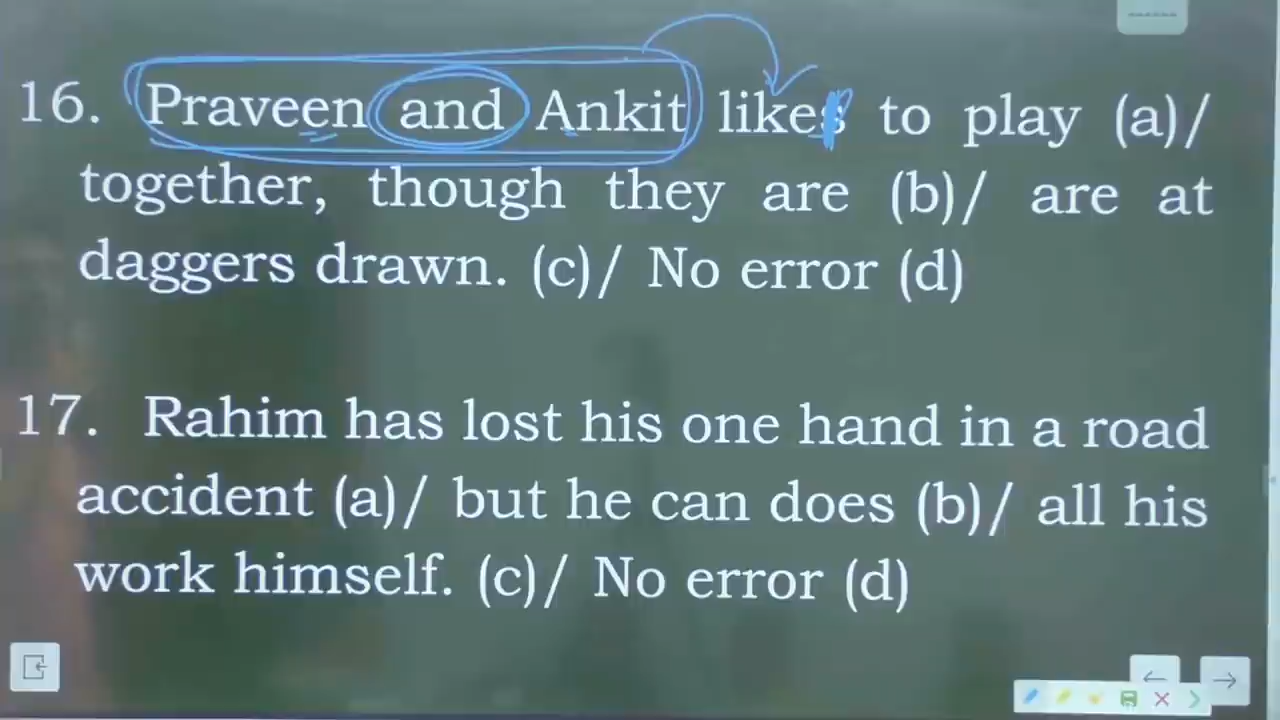 16. Praveen and Ankit likes to play (a)/
together, though they are (b)/ are at
daggers drawn. (c)/ No error (d)
17. Rahim has lost his one hand in a road
accident (a)/ but he can does (b)/ all his
work himself. (c)/ No error (d)